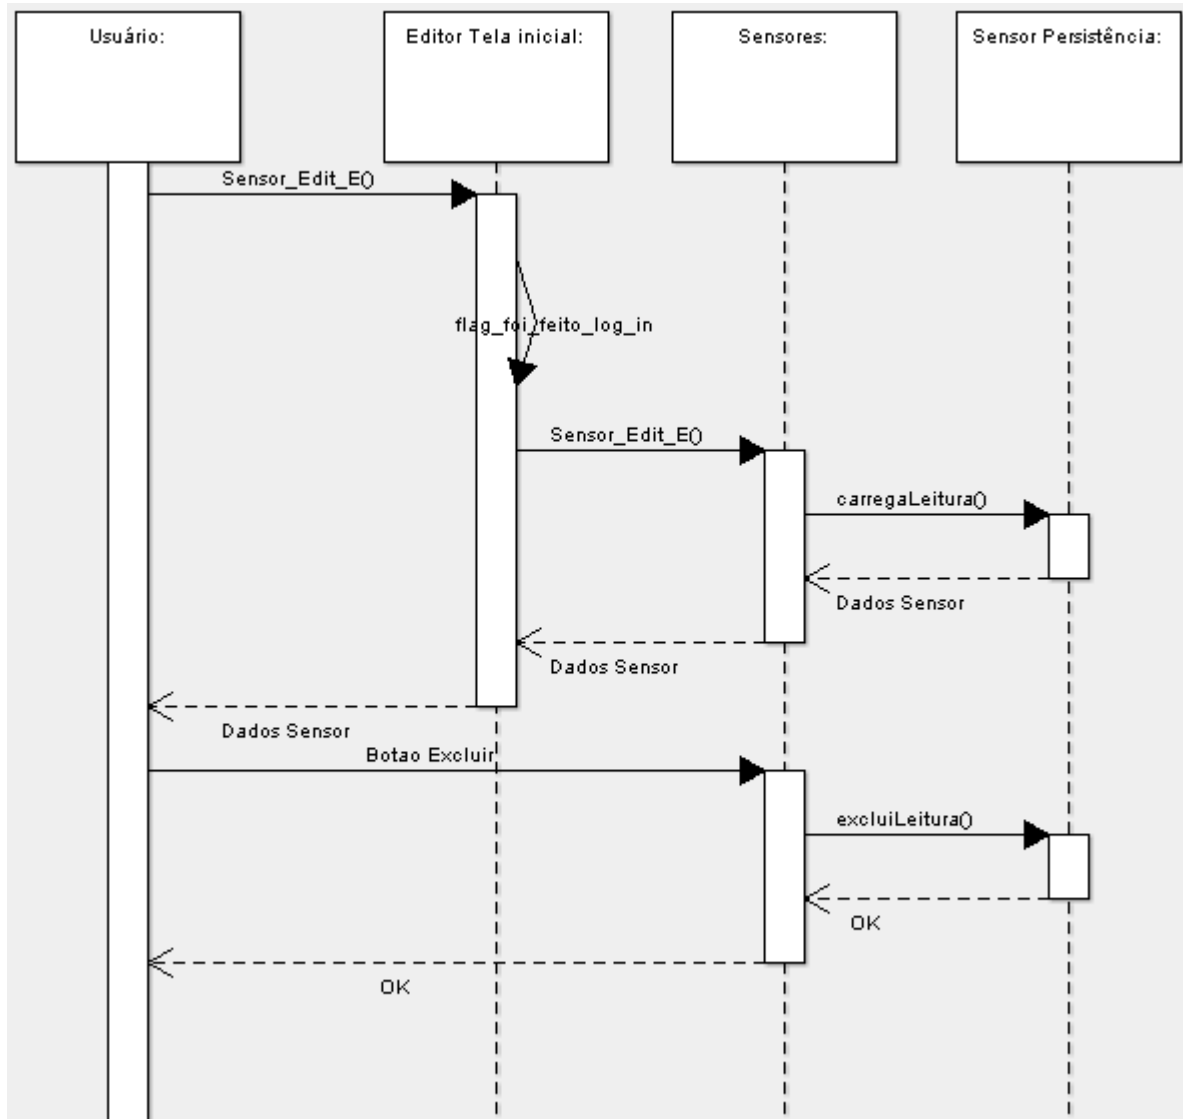 Usuário:
Editor Tela inicial:
Sensores:
Sensor Persistência:
Sensor_Edit_E()
flag_foi_feito_log_in
Sensor_Edit_E()
carregaLeitura()
Dados Sensor
Dados Sensor
Dados Sensor
Botao Excluir
excluiLeitura()
OK
OK